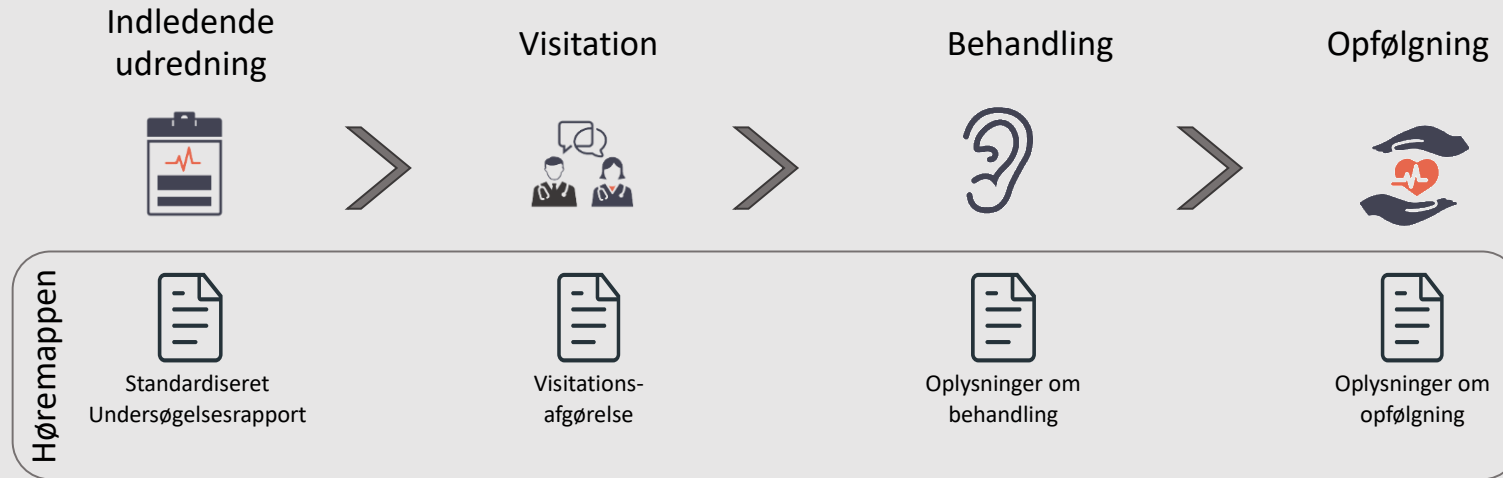 Indledende
udredning
Visitation
Behandling
Opfølgning
Høremappen
Standardiseret
Undersøgelsesrapport
Visitations-
afgørelse
Oplysninger om
behandling
Oplysninger om
opfølgning